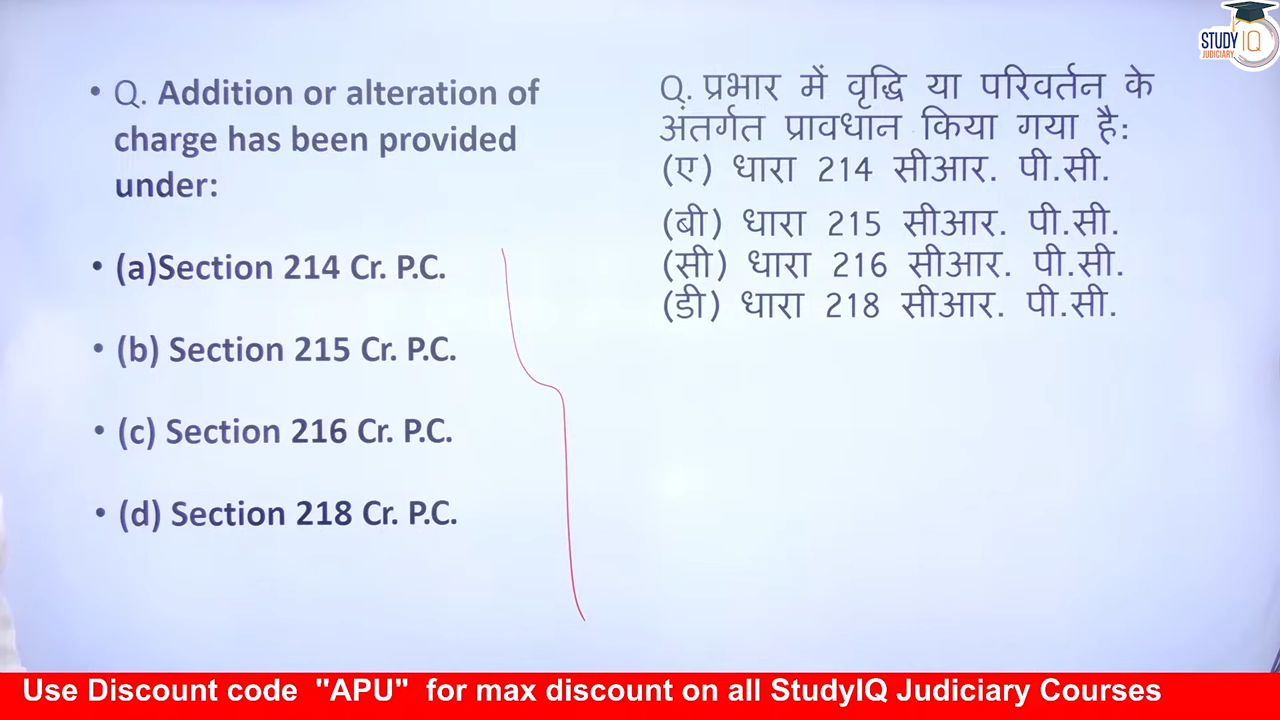 STUDY IQ
JUDICIARY
• Q. Addition or alteration of
charge has been provided
under:
• (a)Section 214 Cr. P.C.
• (b) Section 215 Cr. P.C.
• (c) Section 216 Cr. P.C.
• (d) Section 218 Cr. P.C.
Q. प्रभार में वृद्धि या परिवर्तन के
अंतर्गत प्रावधान किया गया है:
(ए) धारा 214 सीआर. पी.सी.
(बी) धारा 215 सीआर. पी.सी.
(सी) धारा 216 सीआर. पी.सी.
(डी) धारा 218 सीआर. पी.सी.
Use Discount code "APU" for max discount on all StudyIQ Judiciary Courses